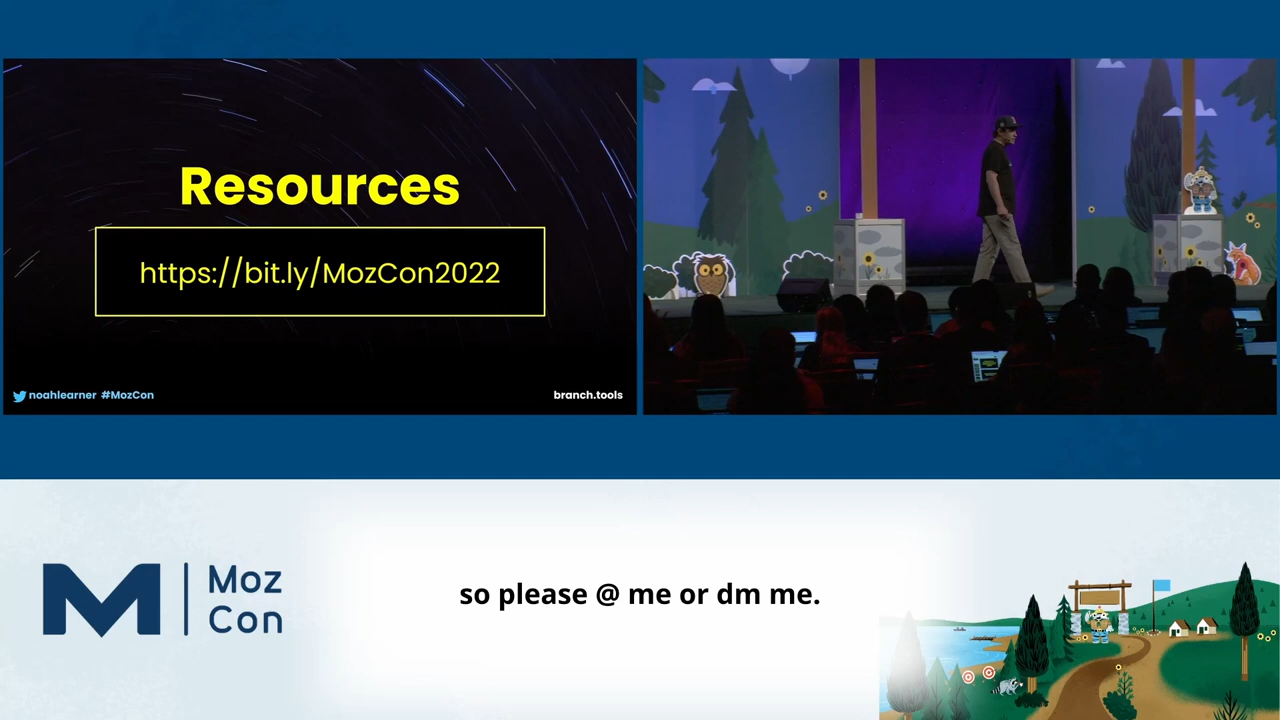 Resources
https://bit.ly/MozCon2022
noahlearner #MozCon
branch.tools
Moz
Con
so please @ me or dm me.